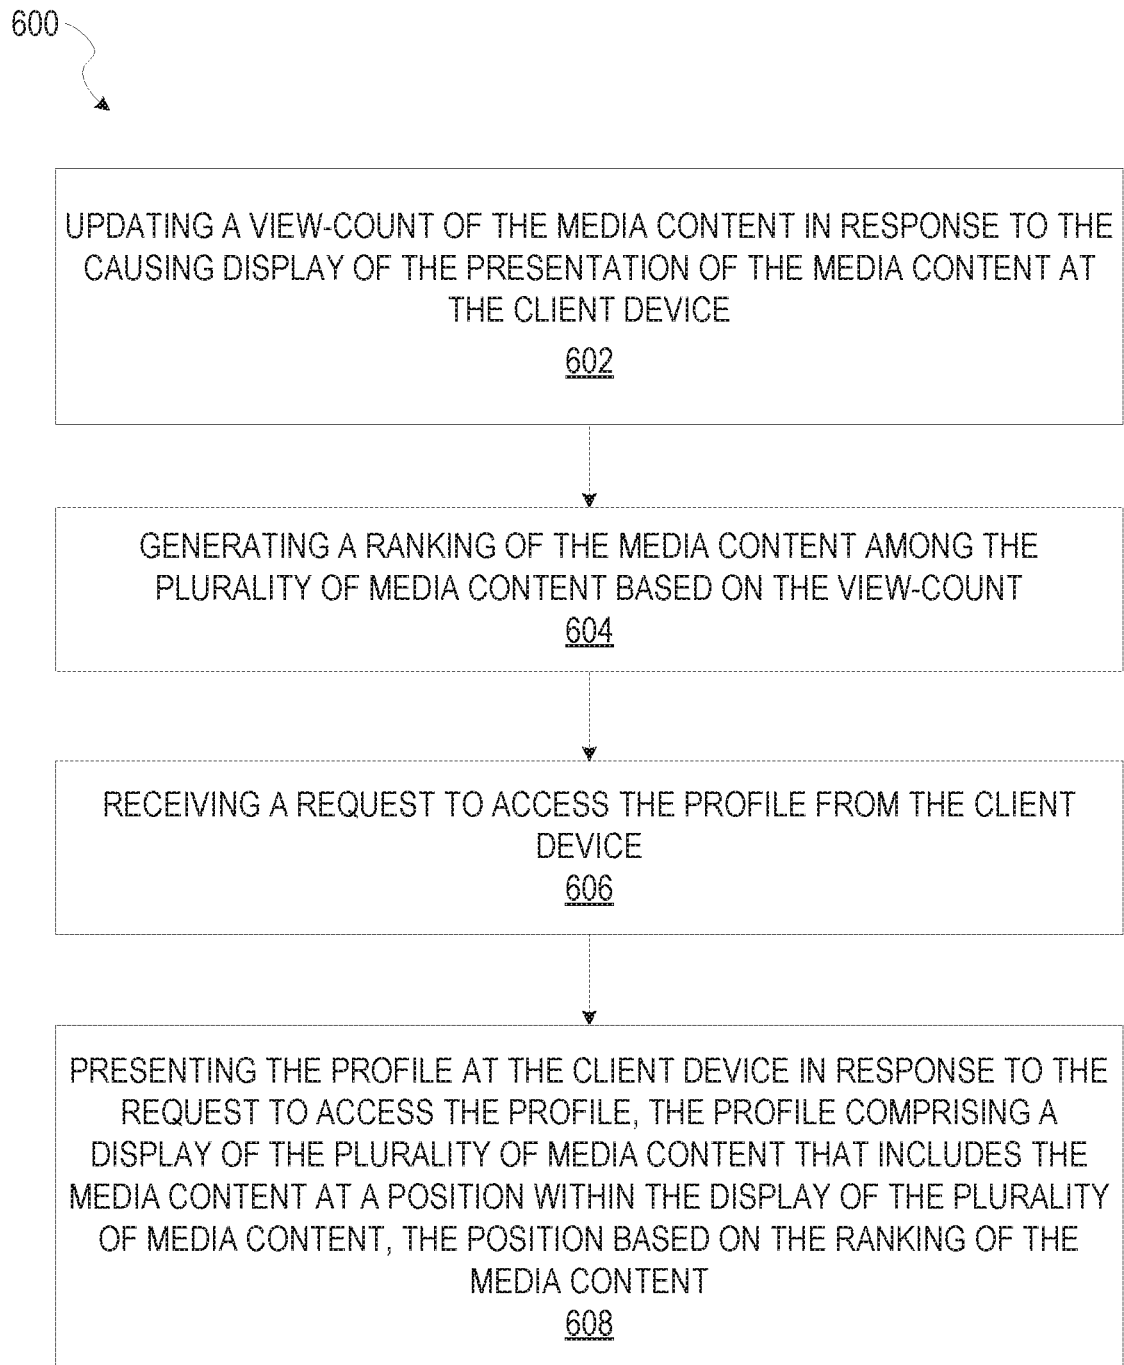 600
UPDATING A VIEW-COUNT OF THE MEDIA CONTENT IN RESPONSE TO THE
CAUSING DISPLAY OF THE PRESENTATION OF THE MEDIA CONTENT AT
THE CLIENT DEVICE
602
GENERATING A RANKING OF THE MEDIA CONTENT AMONG THE
PLURALITY OF MEDIA CONTENT BASED ON THE VIEW-COUNT
604
RECEIVING A REQUEST TO ACCESS THE PROFILE FROM THE CLIENT
DEVICE
606
PRESENTING THE PROFILE AT THE CLIENT DEVICE IN RESPONSE TO THE
REQUEST TO ACCESS THE PROFILE, THE PROFILE COMPRISING A
DISPLAY OF THE PLURALITY OF MEDIA CONTENT THAT INCLUDES THE
MEDIA CONTENT AT A POSITION WITHIN THE DISPLAY OF THE PLURALITY
OF MEDIA CONTENT, THE POSITION BASED ON THE RANKING OF THE
MEDIA CONTENT
608